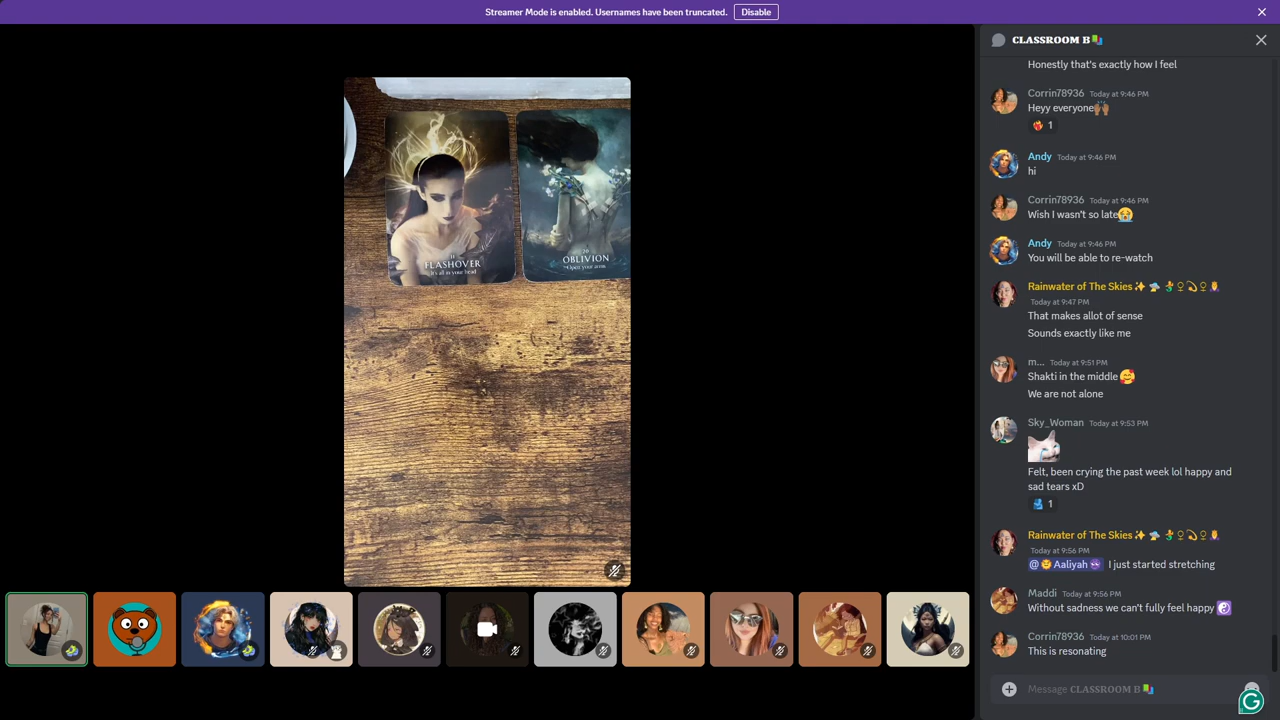 Streamer Mode is enabled. Usernames have been truncated. Disable
11
FLASHOVER
It's all in your head
20
OBLIVION
Open your arms
CLASSROOM B
Honestly that's exactly how I feel
Corrin78936 Today at 9:46 PM
Heyy everyone🙌🏾
❤️‍🔥 1
Andy Today at 9:46 PM
hi
Corrin78936 Today at 9:46 PM
Wish I wasn't so late😭
Andy Today at 9:46 PM
You will be able to re-watch
Rainwater of The Skies
Today at 9:47 PM
That makes allot of sense
Sounds exactly like me
m... Today at 9:51 PM
Shakti in the middle 🥰
We are not alone
Sky_Woman Today at 9:53 PM
Felt, been crying the past week lol happy and
sad tears xD
🫂 1
Rainwater of The Skies
Today at 9:56 PM
@Aaliyah I just started stretching
Maddi Today at 9:56 PM
Without sadness we can't fully feel happy ☯️
Corrin78936 Today at 10:01 PM
This is resonating
Message CLASSROOM B